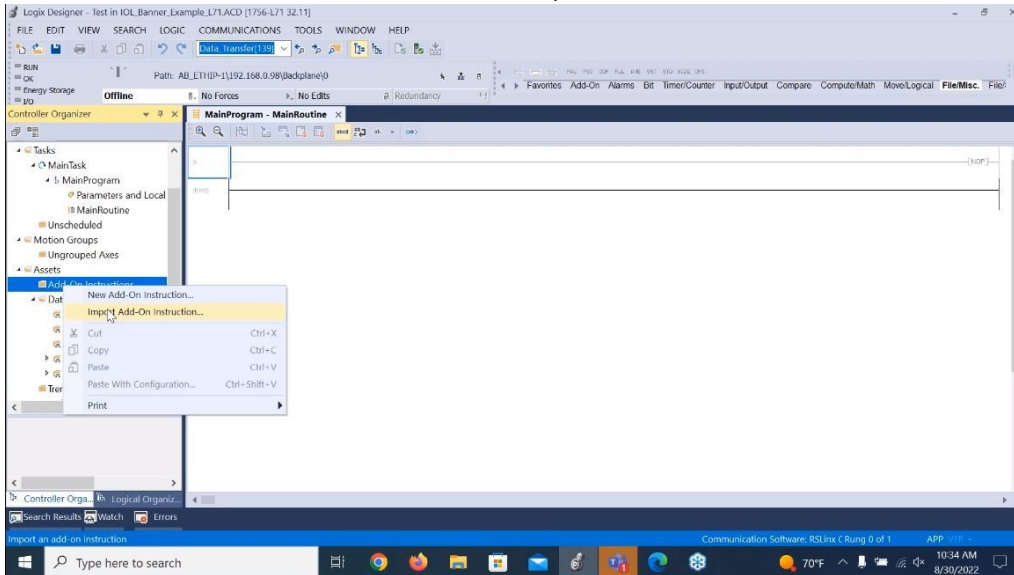 Logix Designer - Test in IOL_Banner_Example_L71.ACD [1756-L71 32.11]
FILE EDIT VIEW SEARCH LOGIC COMMUNICATIONS TOOLS WINDOW HELP
Data_Transfer[139]
RUN
OK
Energy Storage
I/O
Offline
Path: AB_ETHIP-1\192.168.0.98\Backplane\0
No Forces
No Edits
Redundancy
Favorites Add-On Alarms Bit Timer/Counter Input/Output Compare Compute/Math Move/Logical File/Misc.
Controller Organizer
MainProgram - MainRoutine
Tasks
MainTask
MainProgram
Parameters and Local
MainRoutine
Unscheduled
Motion Groups
Ungrouped Axes
Assets
Add-On Instructions
Dat
Tren
New Add-On Instruction...
Import Add-On Instruction...
Cut Ctrl+X
Copy Ctrl+C
Paste Ctrl+V
Paste With Configuration... Ctrl+Shift+V
Print
0
NOP
(End)
Controller Orga...
Logical Organiz...
Search Results
Watch
Errors
Import an add-on instruction
Communication Software: RSLinx C
Rung 0 of 1
APP VER
Type here to search
70°F
10:34 AM
8/30/2022